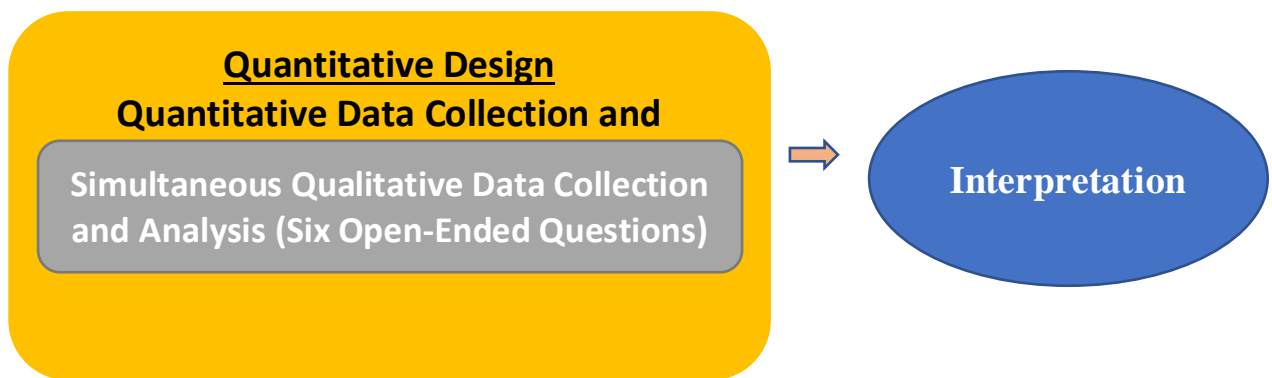 Quantitative Design
Quantitative Data Collection and
Simultaneous Qualitative Data Collection
and Analysis (Six Open-Ended Questions)
Interpretation